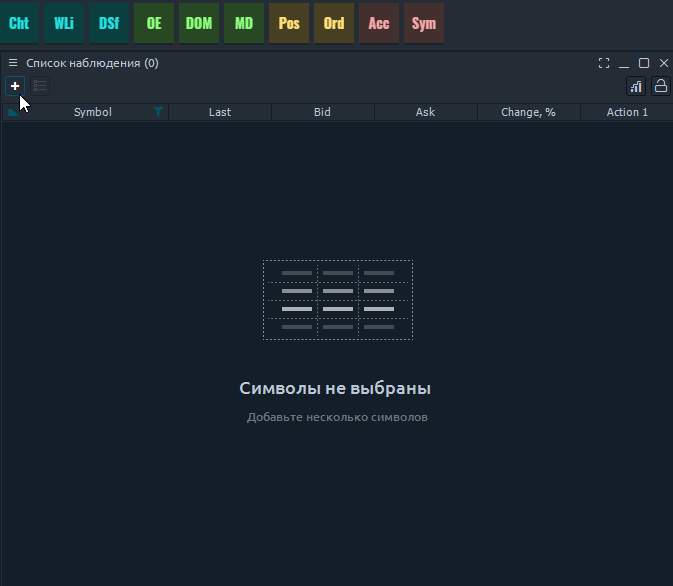 Cht WLi DSf OE DOM MD Pos Ord Acc Sym
Список наблюдения (0)
Symbol Last Bid Ask Change, % Action 1
Символы не выбраны
Добавьте несколько символов